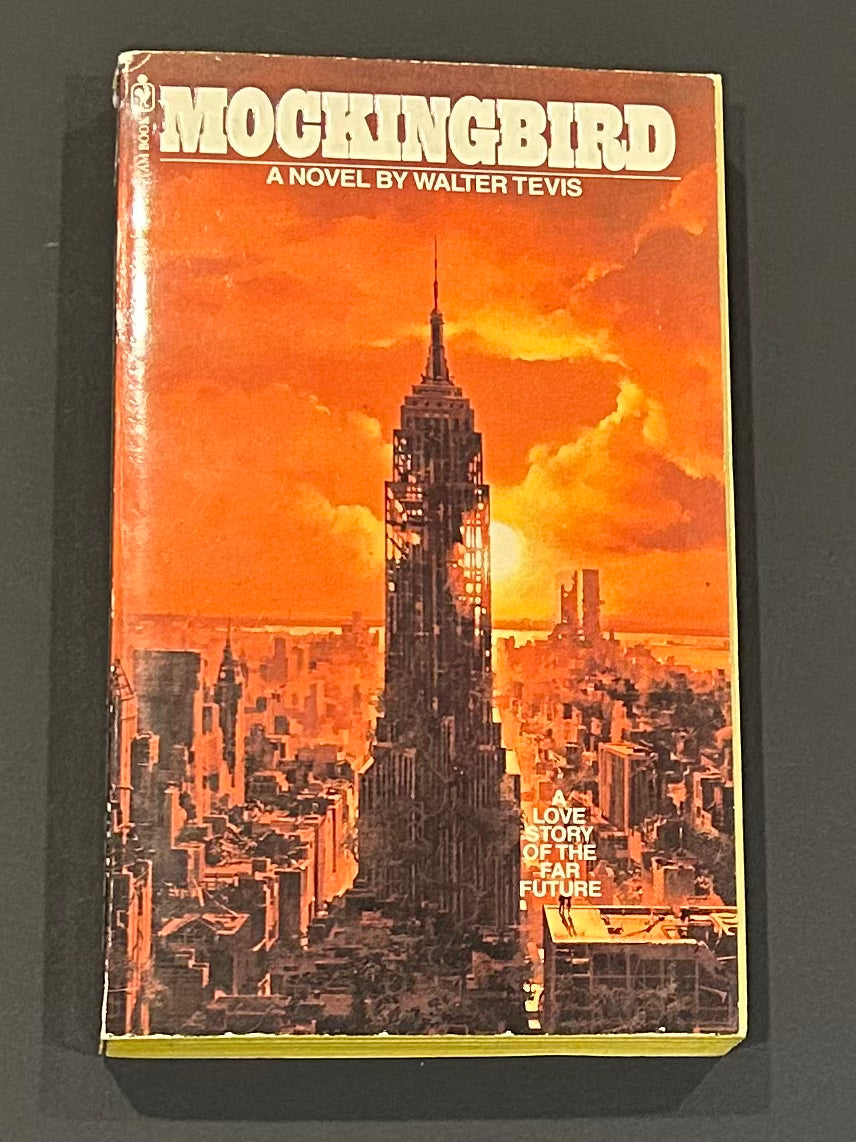 MOCKINGBIRD
A NOVEL BY WALTER TEVIS
A
LOVE
STORY
OF THE
FAR
FUTURE